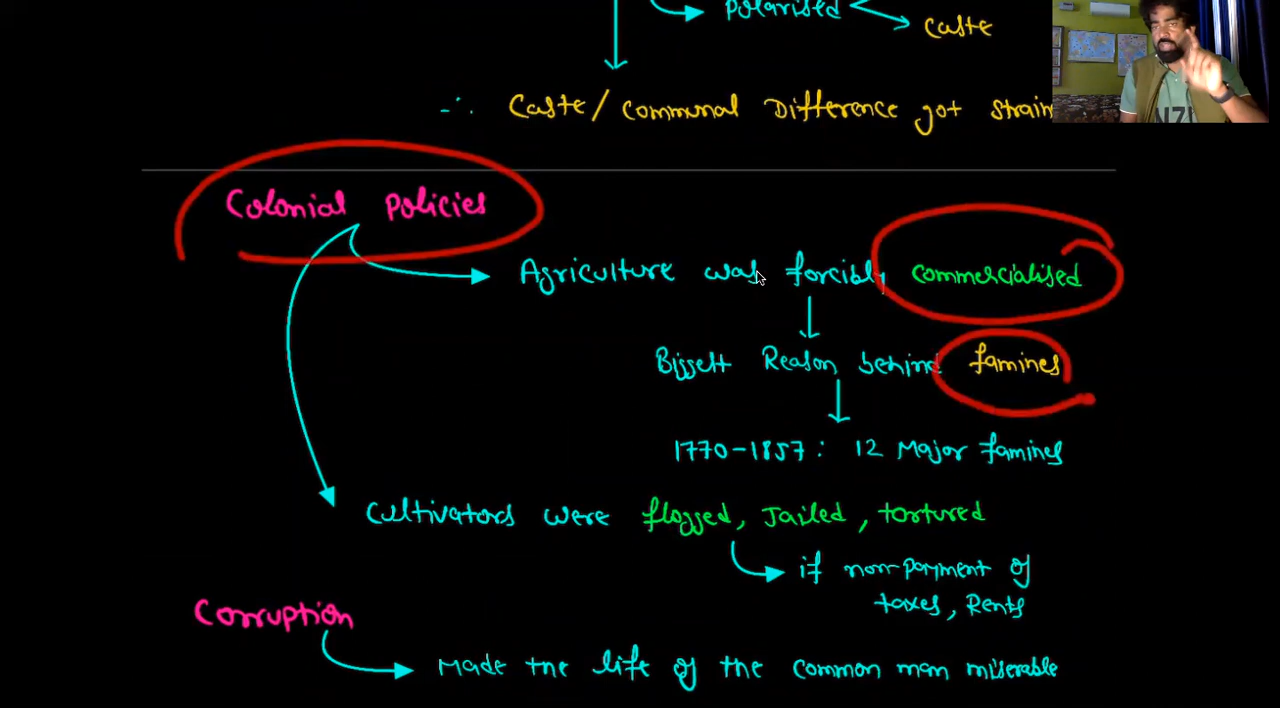 Polarised
Caste
∴ Caste/Communal Difference got strain
Colonial Policies
Agriculture was forcibly commercialised
Biggett Reason behind famines
1770-1857: 12 Major famines
Cultivators were flogged, Jailed, tortured
if non-payment of
taxes, Rents
Corruption
Made the life of the common man miserable
NZ